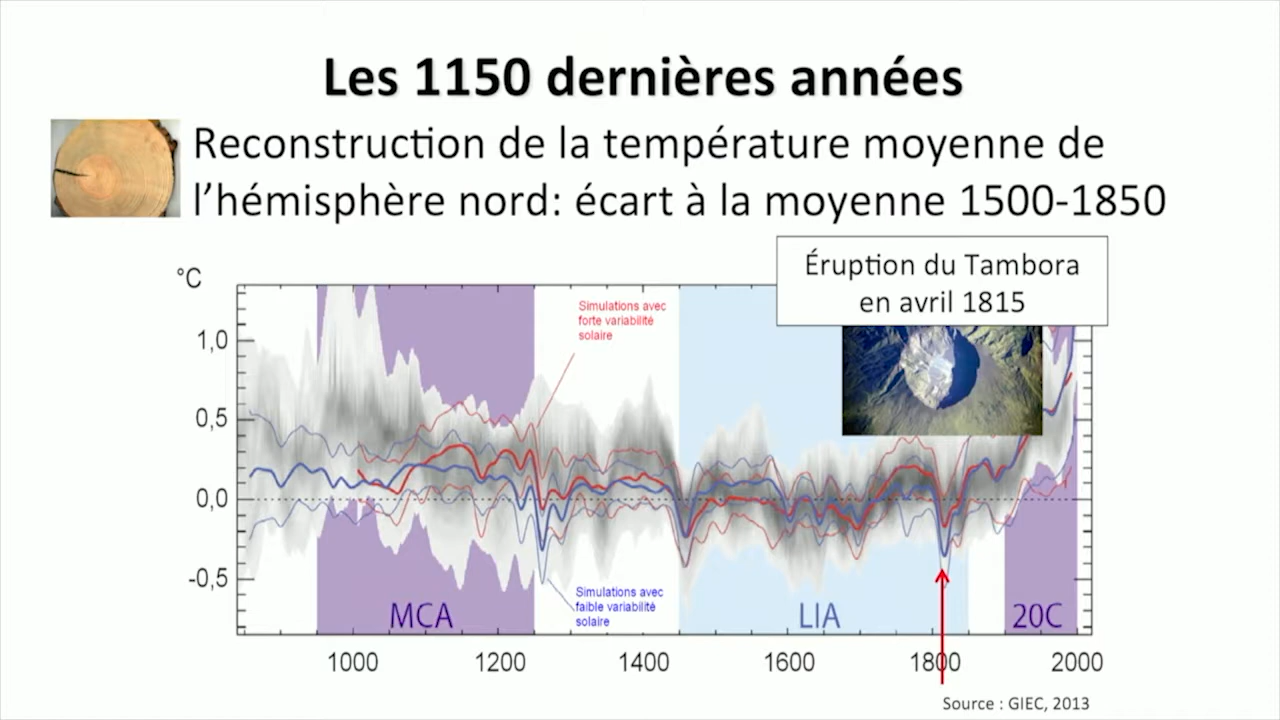 Les 1150 dernières années
Reconstruction de la température moyenne de
l’hémisphère nord: écart à la moyenne 1500-1850
Éruption du Tambora
en avril 1815
°C
Simulations avec
forte variabilité
solaire
1,0
0,5
0,0
-0,5
Simulations avec
faible variabilité
solaire
MCA
LIA
20C
1000
1200
1400
1600
1800
2000
Source : GIEC, 2013